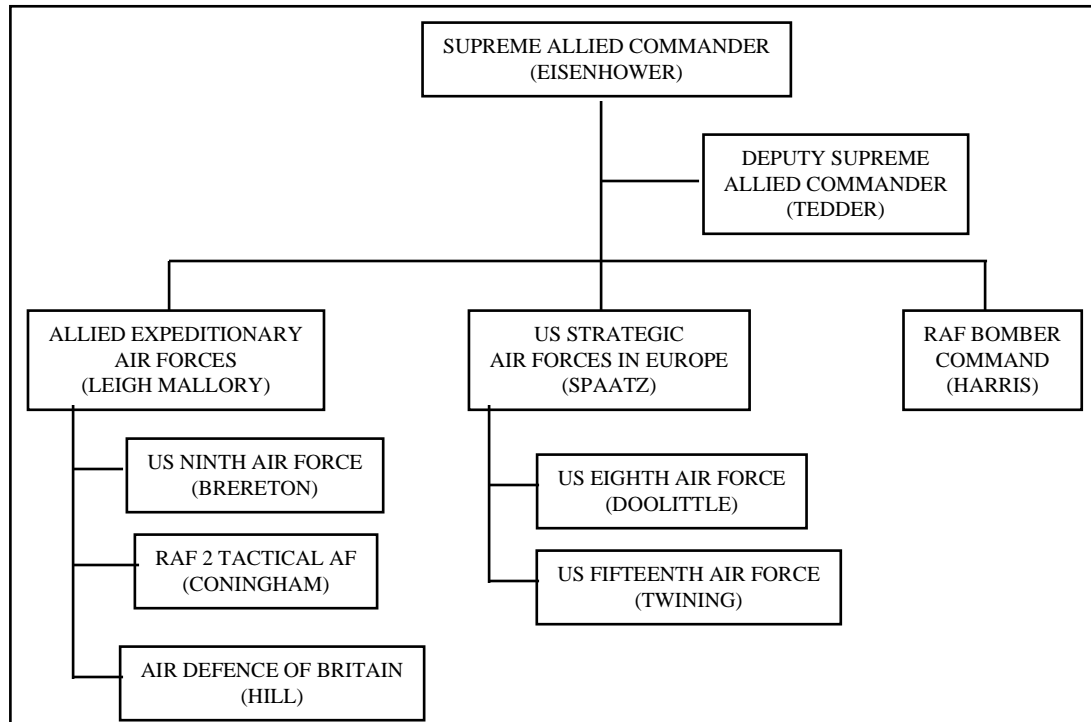 SUPREME ALLIED COMMANDER
(EISENHOWER)
DEPUTY SUPREME
ALLIED COMMANDER
(TEDDER)
ALLIED EXPEDITIONARY
AIR FORCES
(LEIGH MALLORY)
US STRATEGIC
AIR FORCES IN EUROPE
(SPAATZ)
RAF BOMBER
COMMAND
(HARRIS)
US NINTH AIR FORCE
(BRERETON)
RAF 2 TACTICAL AF
(CONINGHAM)
AIR DEFENCE OF BRITAIN
(HILL)
US EIGHTH AIR FORCE
(DOOLITTLE)
US FIFTEENTH AIR FORCE
(TWINING)